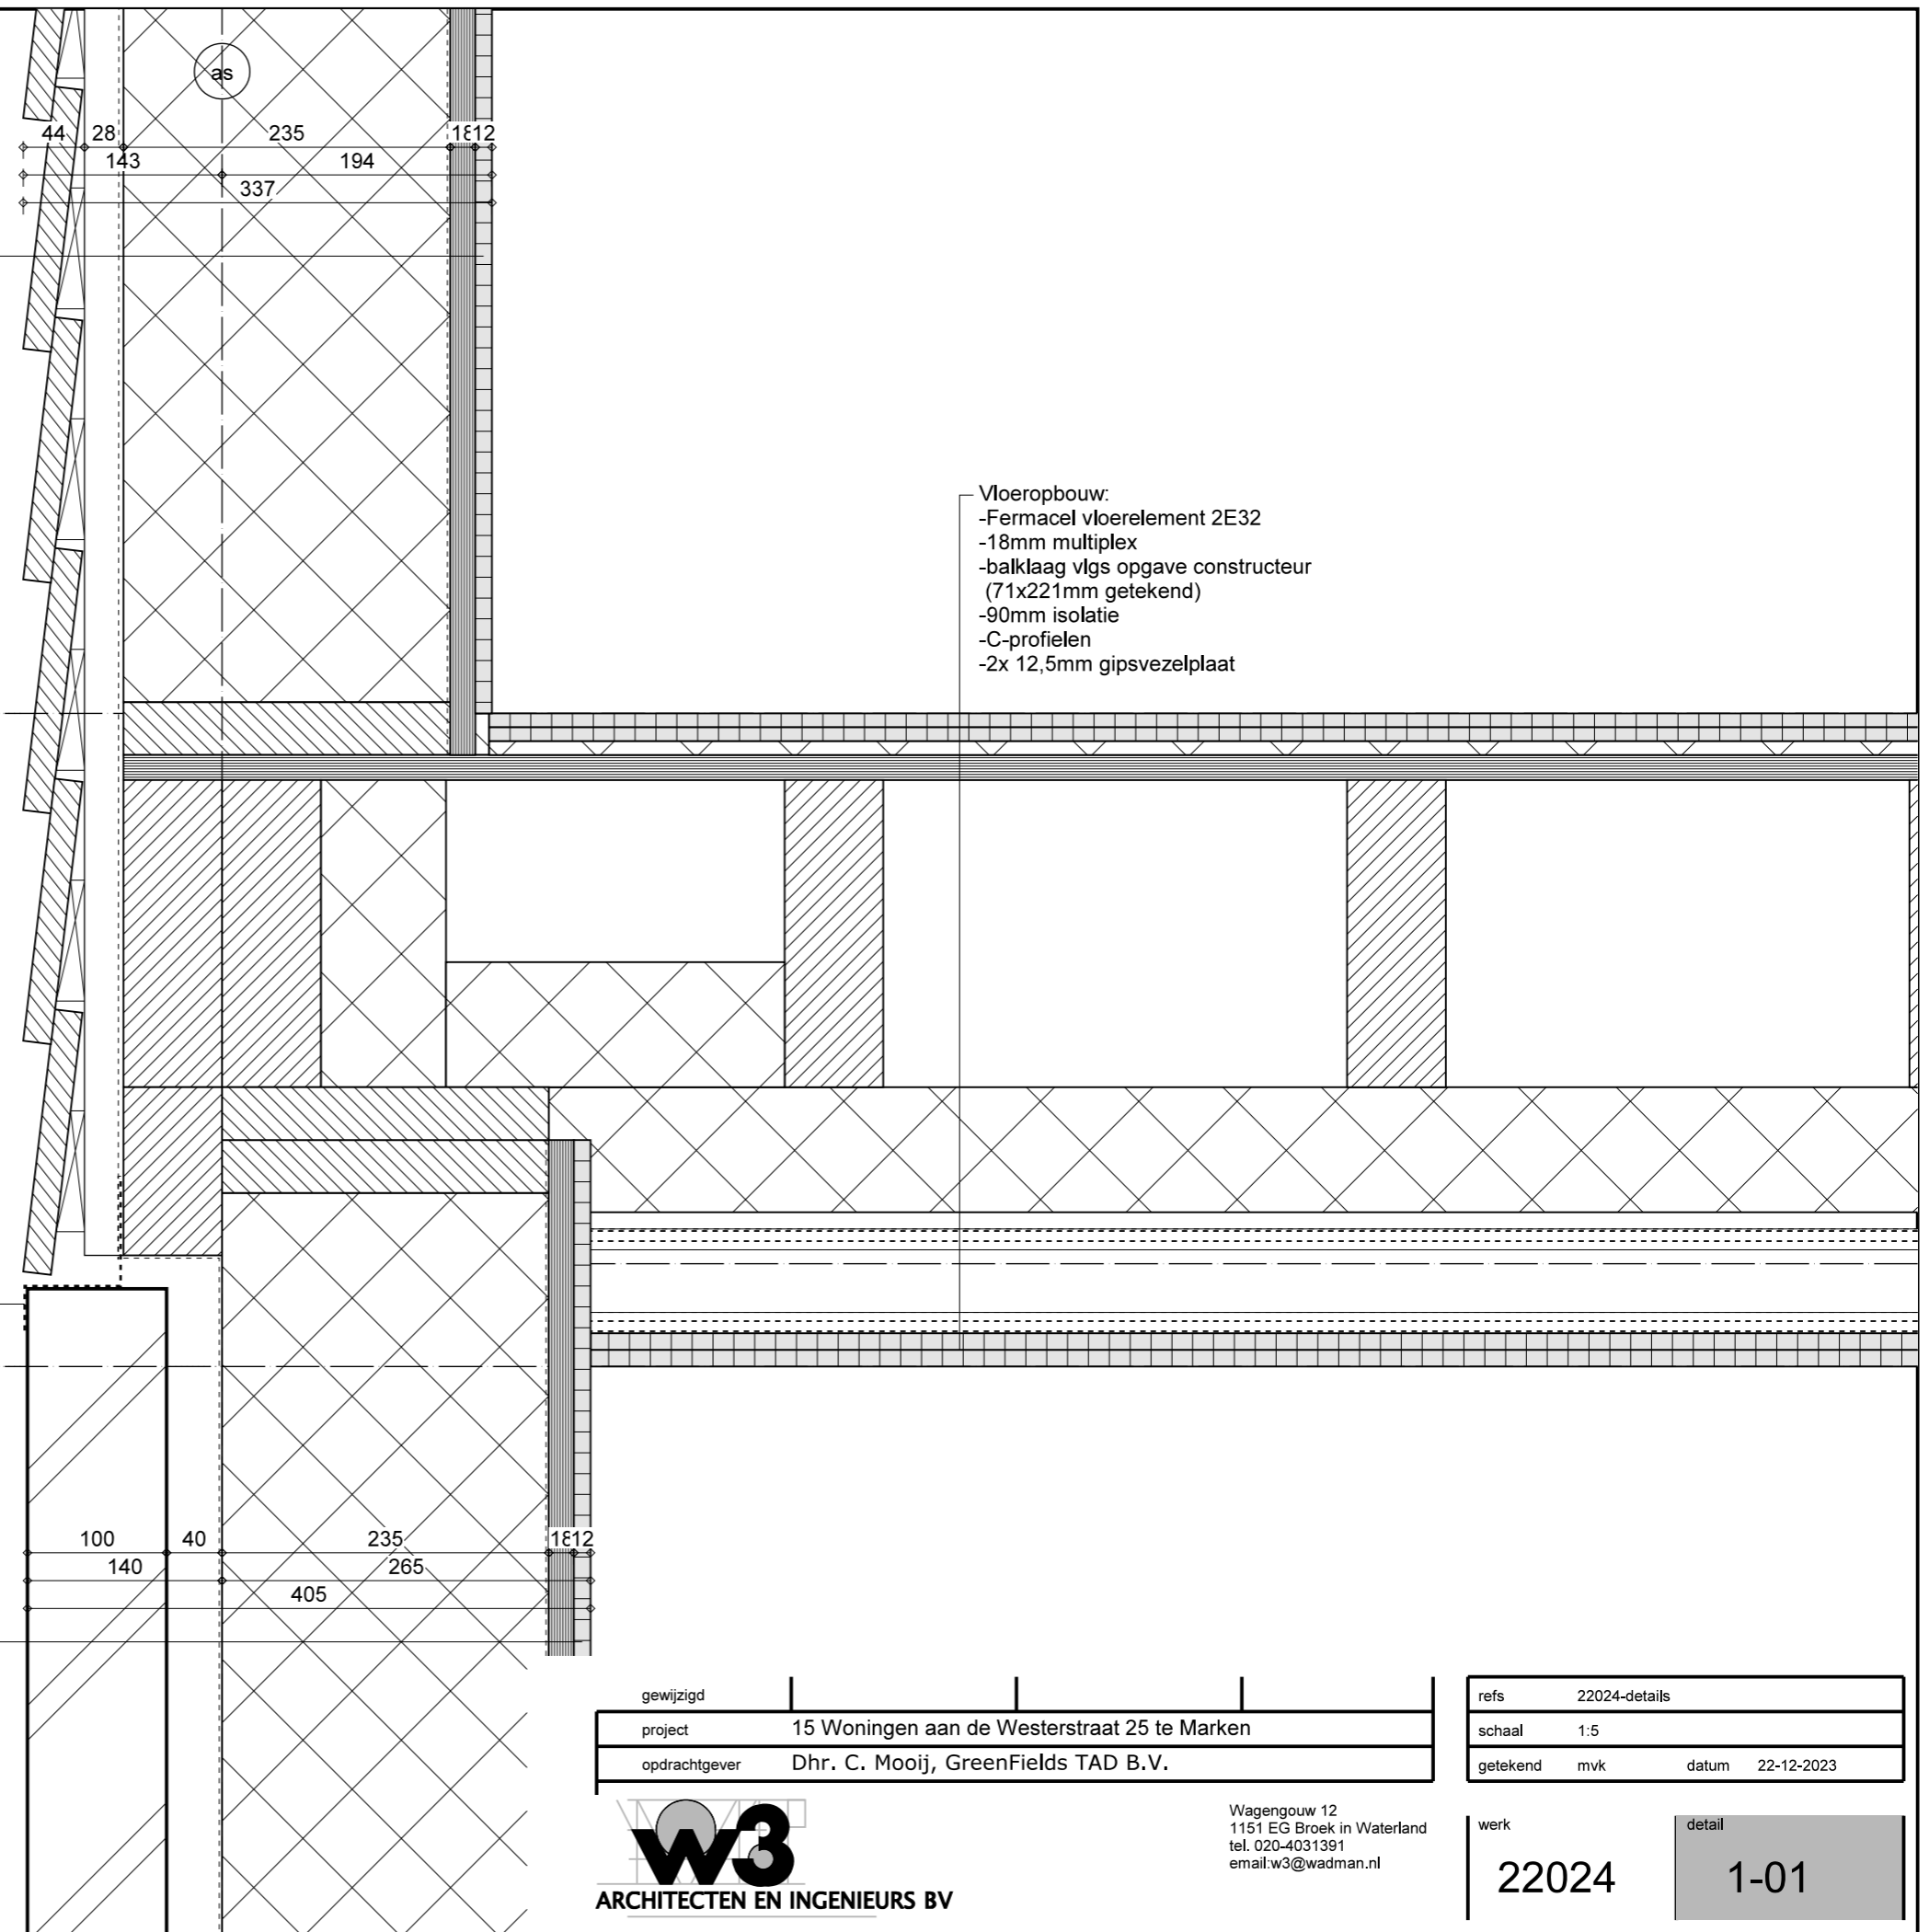 as
44 28 235 18 12
143 194
337
Vloeropbouw:
-Fermacel vloerelement 2E32
-18mm multiplex
-balklaag vlgs opgave constructeur
(71x221mm getekend)
-90mm isolatie
-C-profielen
-2x 12,5mm gipsvezelplaat
100 40 235 18 12
140 265
405
gewijzigd
project 15 Woningen aan de Westerstraat 25 te Marken
opdrachtgever Dhr. C. Mooij, GreenFields TAD B.V.
refs 22024-details
schaal 1:5
getekend mvk datum 22-12-2023
w3
ARCHITECTEN EN INGENIEURS BV
Wagengouw 12
1151 EG Broek in Waterland
tel. 020-4031391
email:w3@wadman.nl
werk detail
22024 1-01